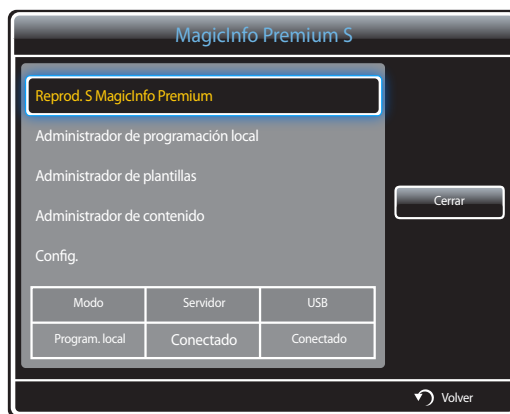 MagicInfo Premium S
Reprod. S MagicInfo Premium
Administrador de programación local
Administrador de plantillas
Administrador de contenido
Config.
Cerrar
Modo Servidor USB
Program. local Conectado Conectado
Volver